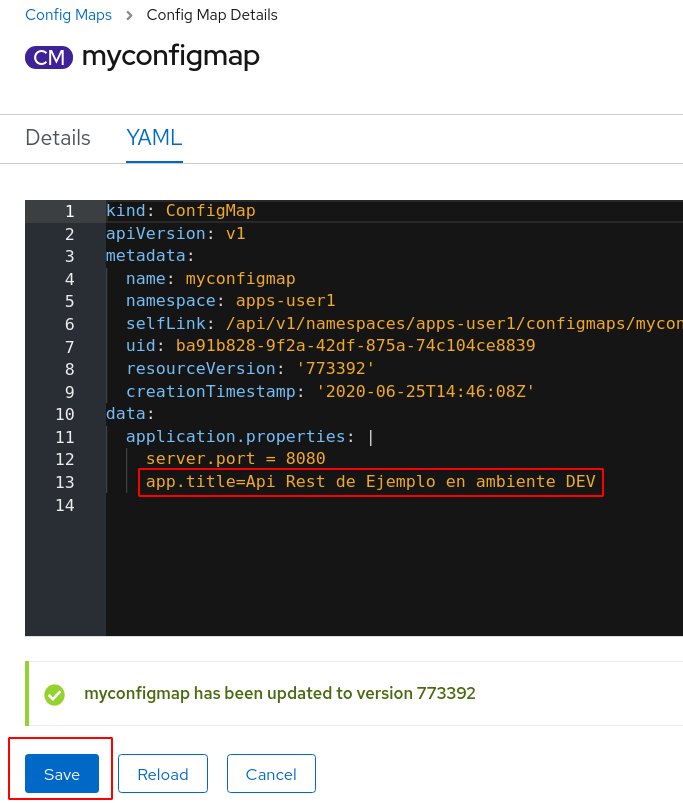 Config Maps > Config Map Details
CM myconfigmap
Details YAML
1 kind: ConfigMap
2 apiVersion: v1
3 metadata:
4 name: myconfigmap
5 namespace: apps-user1
6 selfLink: /api/v1/namespaces/apps-user1/configmaps/mycon
7 uid: ba91b828-9f2a-42df-875a-74c104ce8839
8 resourceVersion: '773392'
9 creationTimestamp: '2020-06-25T14:46:08Z'
10 data:
11 application.properties: |
12 server.port = 8080
13 app.title=Api Rest de Ejemplo en ambiente DEV
14
myconfigmap has been updated to version 773392
Save Reload Cancel